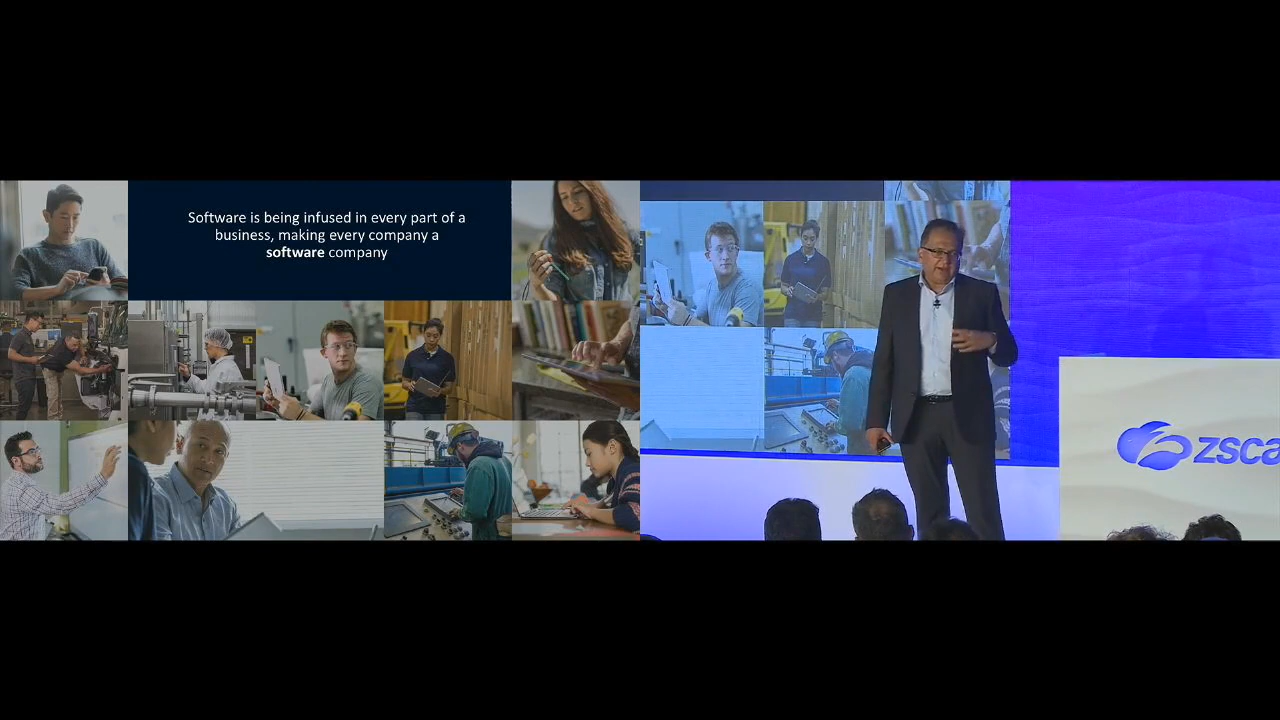 Software is being infused in every part of a
business, making every company a
software company
zsca